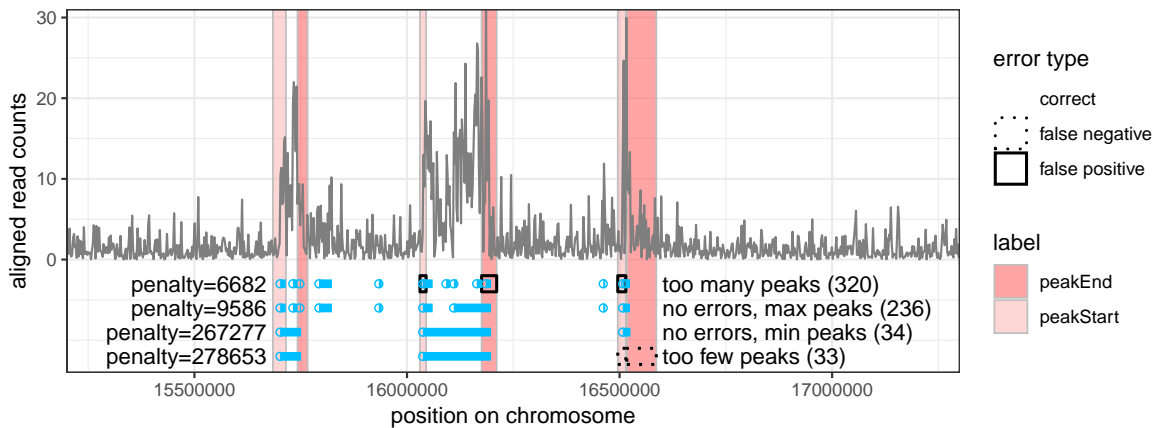 30
20
10
0
aligned read counts
penalty=6682 too many peaks (320)
penalty=9586 no errors, max peaks (236)
penalty=267277 no errors, min peaks (34)
penalty=278653 too few peaks (33)
15500000 16000000 16500000 17000000
position on chromosome
error type
correct
false negative
false positive
label
peakEnd
peakStart